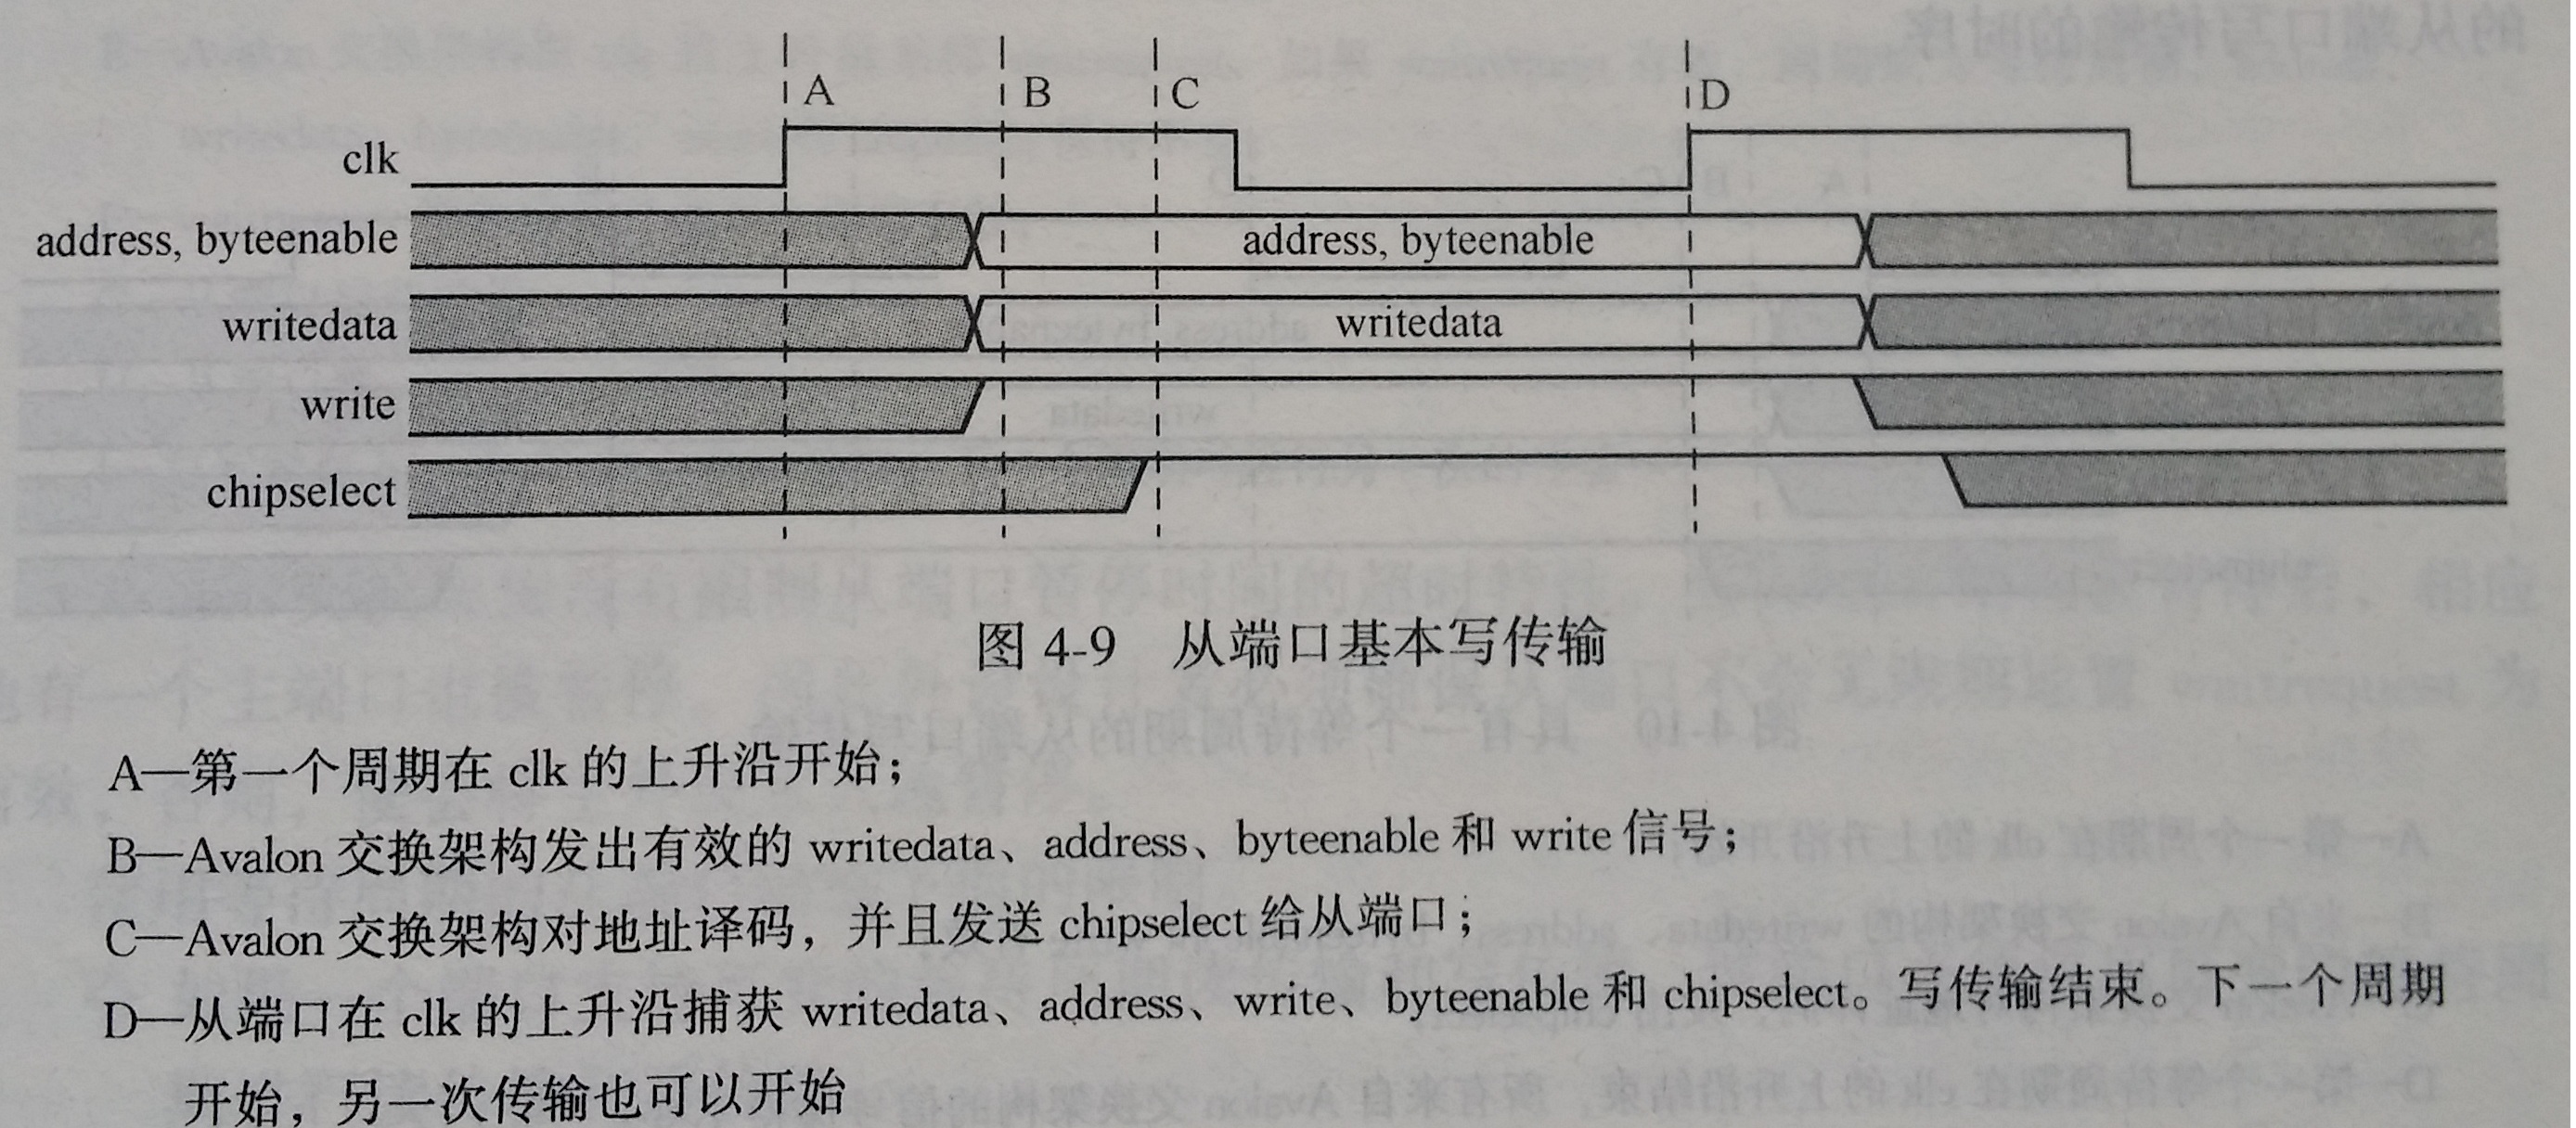 A B C D
clk
address, byteenable address, byteenable
writedata writedata
write
chipselect
图 4-9 从端口基本写传输
A—第一个周期在 clk 的上升沿开始；
B—Avalon 交换架构发出有效的 writedata、address、byteenable 和 write 信号；
C—Avalon 交换架构对地址译码，并且发送 chipselect 给从端口；
D—从端口在 clk 的上升沿捕获 writedata、address、write、byteenable 和 chipselect。写传输结束。下一个周期
开始，另一次传输也可以开始